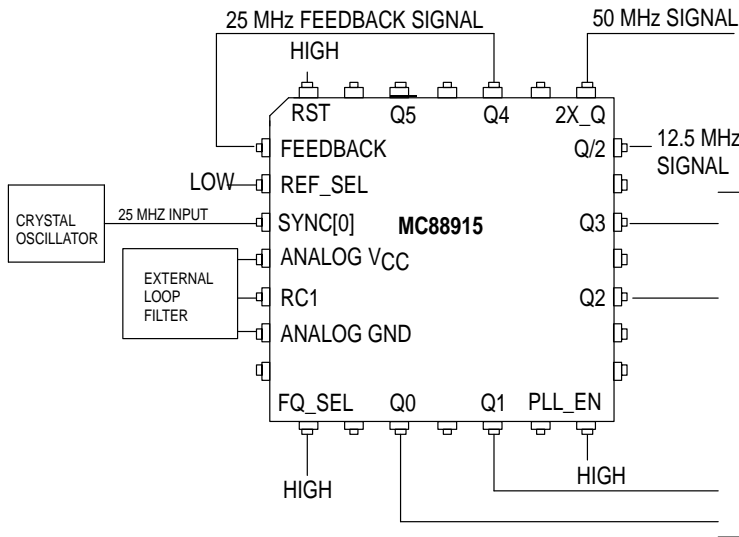 25 MHz FEEDBACK SIGNAL
50 MHz SIGNAL
HIGH
RST
Q5
Q4
2X_Q
FEEDBACK
Q/2
12.5 MHz
SIGNAL
LOW
REF_SEL
CRYSTAL
OSCILLATOR
25 MHZ INPUT
SYNC[0]
MC88915
Q3
ANALOG VCC
EXTERNAL
LOOP
FILTER
RC1
Q2
ANALOG GND
FQ_SEL
Q0
Q1
PLL_EN
HIGH
HIGH